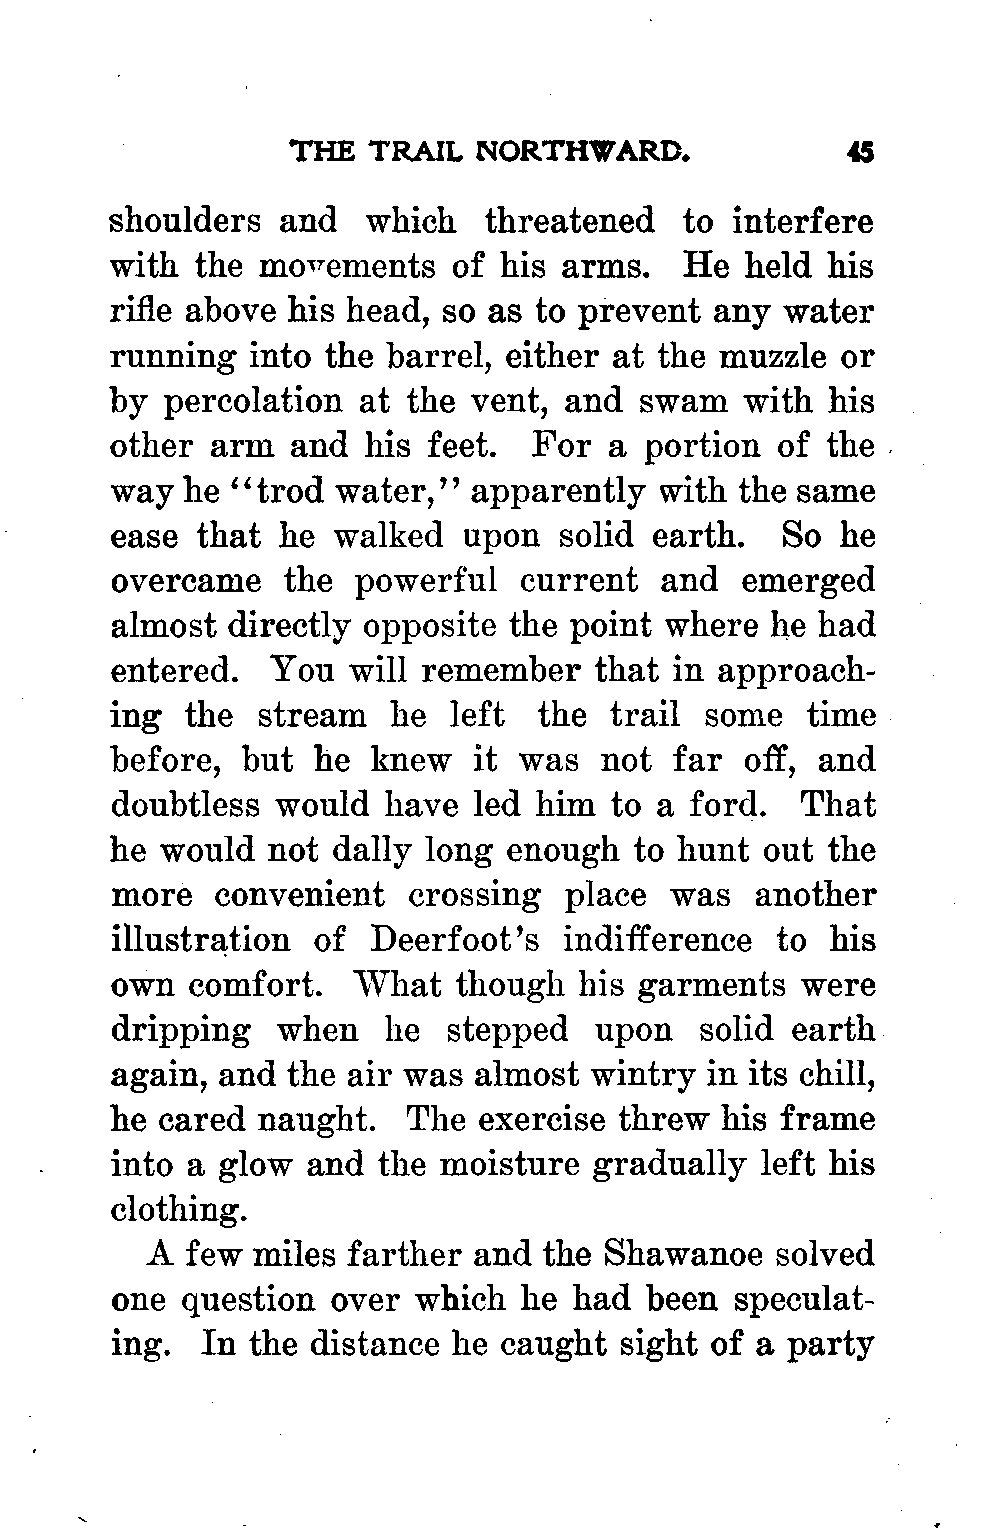 THE TRAIL NORTHWARD. 45
shoulders and which threatened to interfere
with the movements of his arms. He held his
rifle above his head, so as to prevent any water
running into the barrel, either at the muzzle or
by percolation at the vent, and swam with his
other arm and his feet. For a portion of the
way he "trod water," apparently with the same
ease that he walked upon solid earth. So he
overcame the powerful current and emerged
almost directly opposite the point where he had
entered. You will remember that in approach-
ing the stream he left the trail some time
before, but he knew it was not far off, and
doubtless would have led him to a ford. That
he would not dally long enough to hunt out the
more convenient crossing place was another
illustration of Deerfoot's indifference to his
own comfort. What though his garments were
dripping when he stepped upon solid earth
again, and the air was almost wintry in its chill,
he cared naught. The exercise threw his frame
into a glow and the moisture gradually left his
clothing.
A few miles farther and the Shawanoe solved
one question over which he had been speculat-
ing. In the distance he caught sight of a party